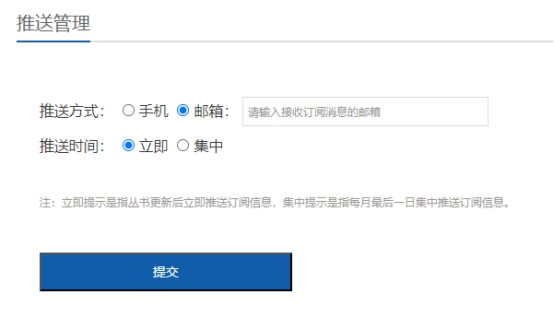 推送管理
推送方式： 手机 邮箱： 请输入接收订阅消息的邮箱
推送时间： 立即 集中
注：立即提示是指丛书更新后立即推送订阅信息，集中提示是指每月最后一日集中推送订阅信息。
提交